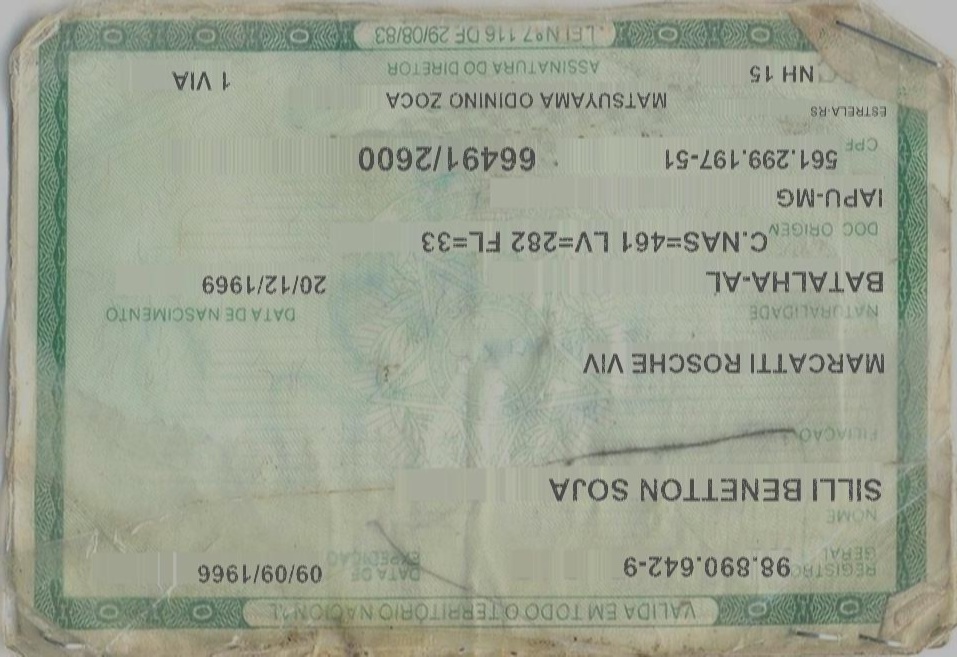 VALIDA EM TODO O TERRITÓRIO NACIONAL
REGISTRO GERAL 98.890.642-9 DATA DE EXPEDIÇÃO 09/09/1966
NOME
SILLI BENETTON SOJA
FILIAÇÃO
MARCATTI ROSCHE VIV
NATURALIDADE DATA DE NASCIMENTO
BATALHA-AL 20/12/1969
DOC ORIGEM C.NAS=461 LV=282 FL=33
IAPU-MG
CPF 561.299.197-51 66491/2600
ESTRELA-RS
MATSUYAMA ODININO ZOCA
NH 15 ASSINATURA DO DIRETOR 1 VIA
LEI Nº 7.116 DE 29/08/83